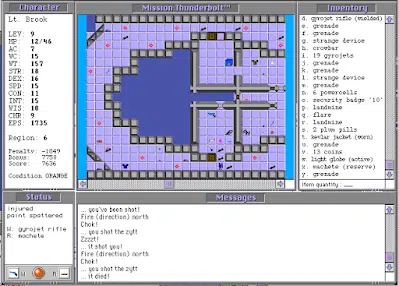 Character
Lt. Brook
LEV: 9
HP: 12/46
AC: 7
WC: 15
WT: 157
STR: 18
DEX: 16
SPD: 15
CON: 11
INT: 15
WIS: 10
CHR: 9
EXP: 1735
Region: 6
Penalty: -1849
Bonus: 7758
Score: 7636
Condition ORANGE
Mission Thunderbolt™
Inventory
d. gyrojet rifle (wielded)
e. grenade
f. grenade
g. strange device
h. crowbar
i. 19 gyrojets
j. grenade
k. strange device
l. grenade
m. grenade
n. 6 powercells
o. security badge '10'
p. landmine
q. flare
r. landmine
s. 2 plum pills
t. kevlar jacket (worn)
u. grenade
v. 13 coins
w. light globe (active)
x. machete (reserve)
y. grenade
Item quantity:
Status
injured
paint spattered
W: gyrojet rifle
R: machete
W
R
Messages
... you've been shot!
Fire (direction) north
Chok!
... you shot the zytt
Zzzzt!
... it shot you!
Fire (direction) north
Chok!
... you shot the zytt
... it died!